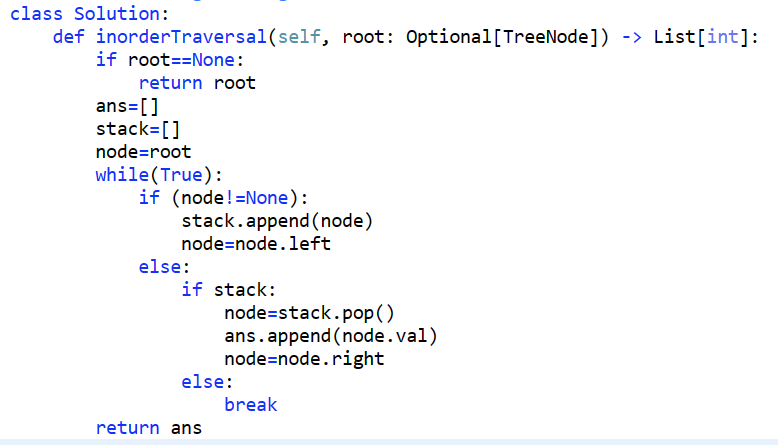 class Solution:
    def inorderTraversal(self, root: Optional[TreeNode]) -> List[int]:
        if root==None:
            return root
        ans=[]
        stack=[]
        node=root
        while(True):
            if (node!=None):
                stack.append(node)
                node=node.left
            else:
                if stack:
                    node=stack.pop()
                    ans.append(node.val)
                    node=node.right
                else:
                    break
        return ans